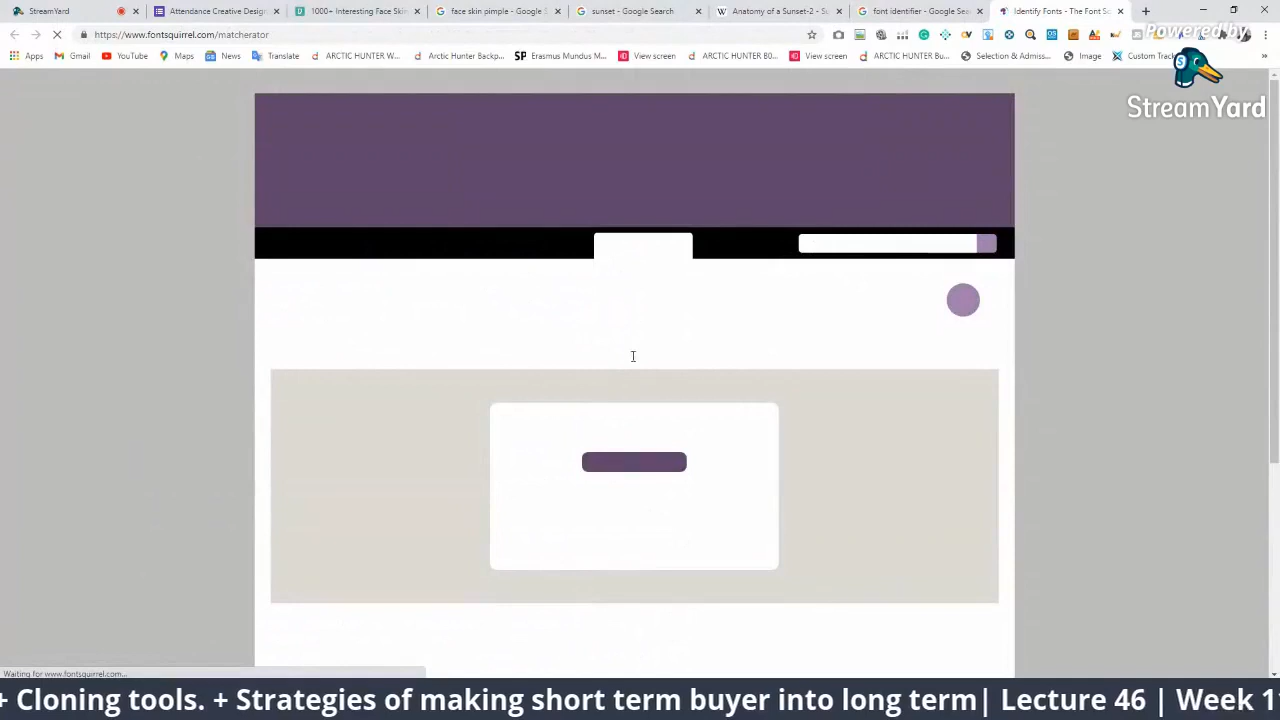 StreamYard
Attendance Creative Design
1000+ Interesting Face Skin
face skin pimple - Google S
sunset - Google Search
Anatomy of a Sunset-2 - Su
font identifier - Google Sea
Identify Fonts - The Font S
https://www.fontsquirrel.com/matcherator
Powered by
Apps
Gmail
YouTube
Maps
News
Translate
ARCTIC HUNTER W...
Arctic Hunter Backp...
SP Erasmus Mundus M...
View screen
ARCTIC HUNTER B0...
View screen
ARCTIC HUNTER Bu...
Selection & Admiss...
Image
Custom Track
StreamYard
Waiting for www.fontsquirrel.com...
+ Cloning tools. + Strategies of making short term buyer into long term| Lecture 46 | Week 1